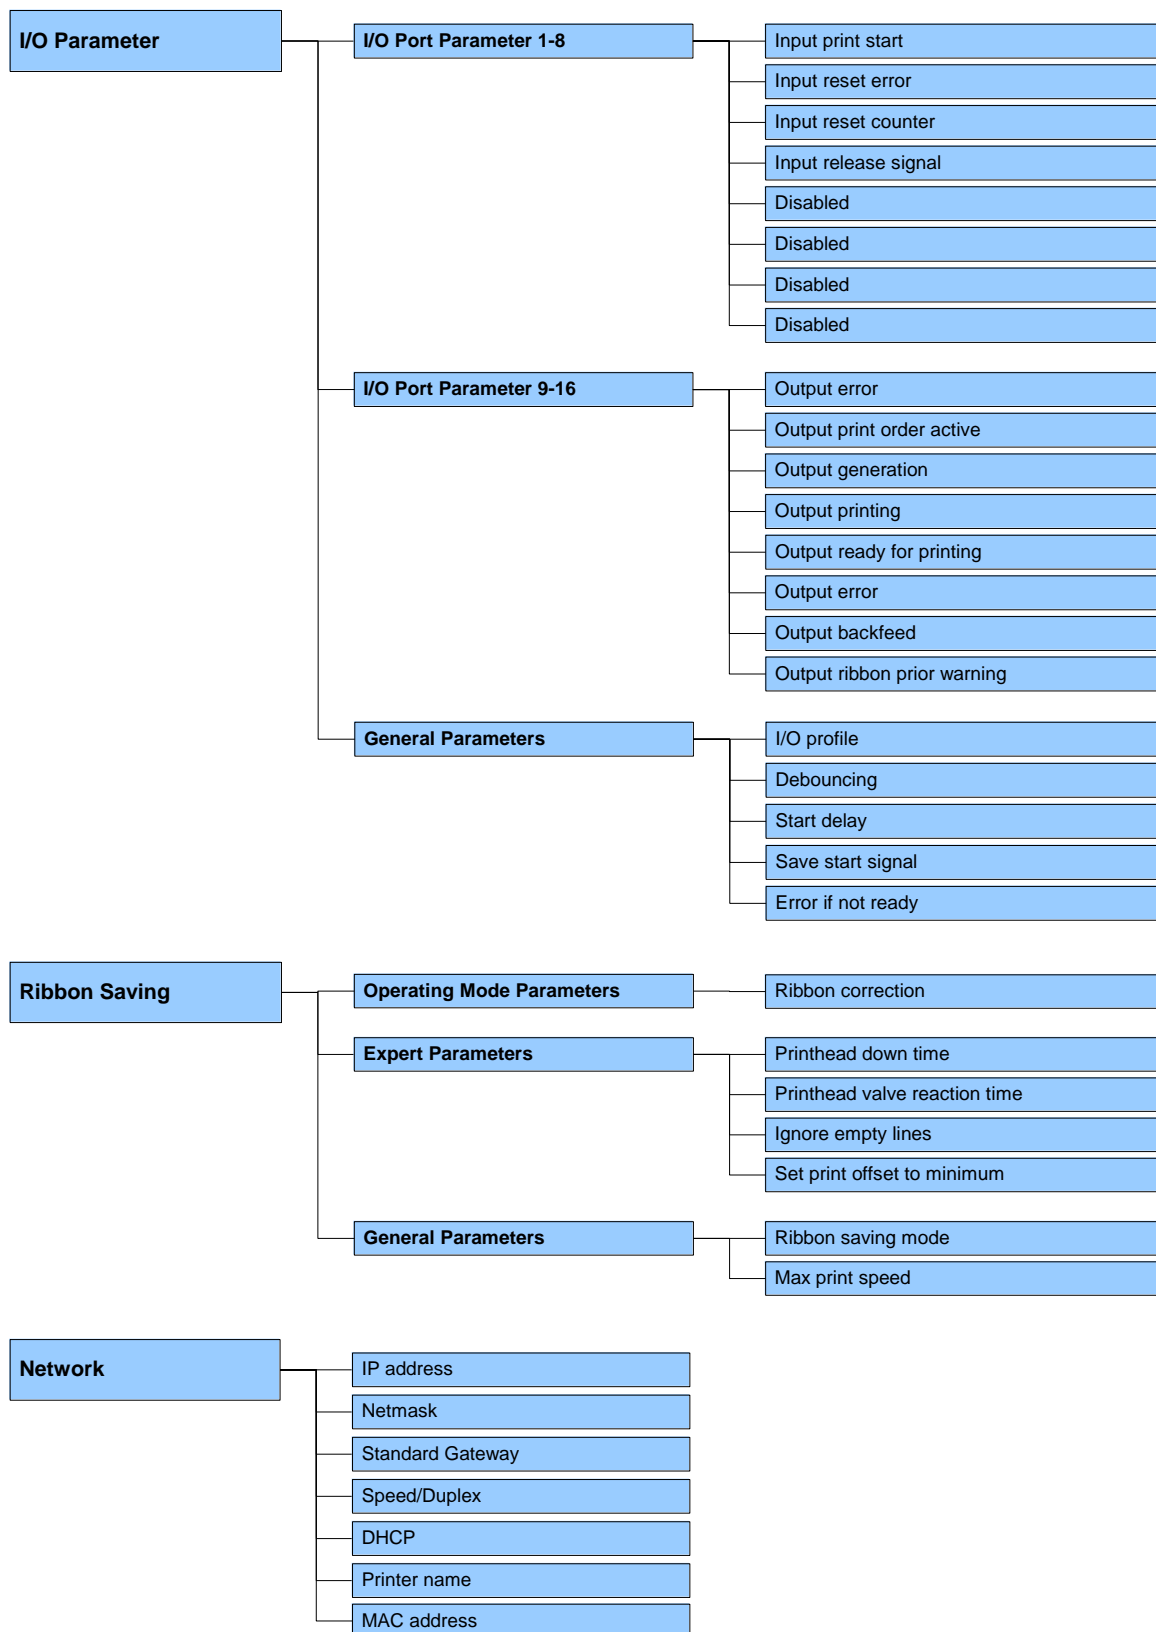 I/O Parameter
I/O Port Parameter 1-8
Input print start
Input reset error
Input reset counter
Input release signal
Disabled
Disabled
Disabled
Disabled
I/O Port Parameter 9-16
Output error
Output print order active
Output generation
Output printing
Output ready for printing
Output error
Output backfeed
Output ribbon prior warning
General Parameters
I/O profile
Debouncing
Start delay
Save start signal
Error if not ready
Ribbon Saving
Operating Mode Parameters
Ribbon correction
Expert Parameters
Printhead down time
Printhead valve reaction time
Ignore empty lines
Set print offset to minimum
General Parameters
Ribbon saving mode
Max print speed
Network
IP address
Netmask
Standard Gateway
Speed/Duplex
DHCP
Printer name
MAC address